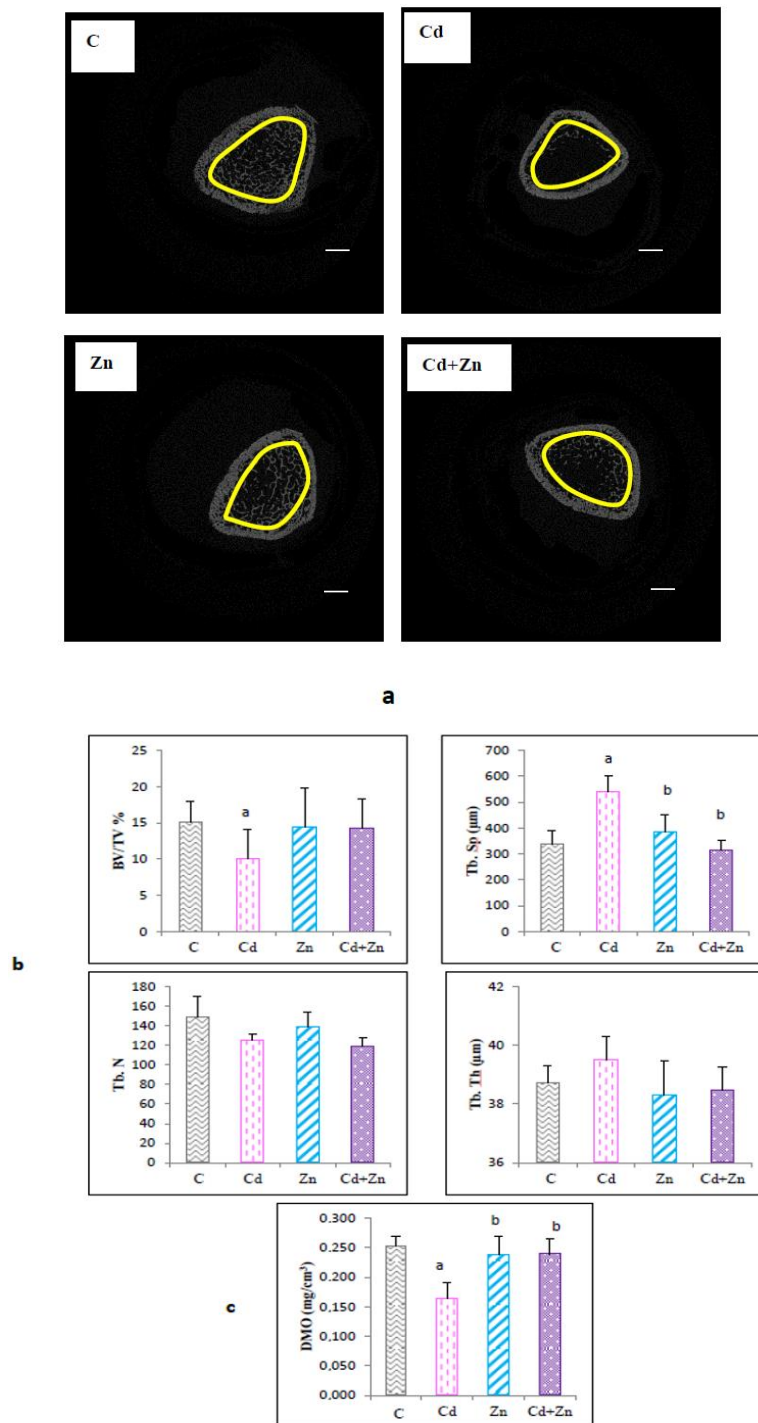 C
Cd
Zn
Cd+Zn
a
b
BV/TV %
25
20
15
10
5
0
a
C Cd Zn Cd+Zn
Tb. Sp (µm)
700
600
500
400
300
200
100
0
a
b
b
C Cd Zn Cd+Zn
Tb. N
180
160
140
120
100
80
60
40
20
0
C Cd Zn Cd+Zn
Tb. Th (µm)
42
40
38
36
C Cd Zn Cd+Zn
c
DMO (mg/cm³)
0.300
0,250
0,200
0,150
0,100
0,050
0,000
a
b
b
C Cd Zn Cd+Zn